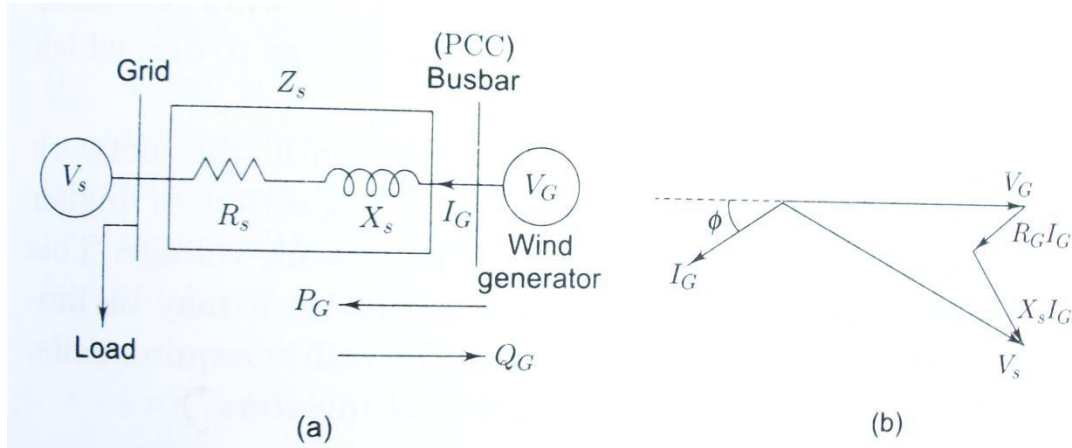 (PCC)
Grid
Busbar
Z_s
V_s
R_s
X_s
I_G
V_G
Wind
generator
P_G
Load
Q_G
(a)
V_G
ϕ
R_G I_G
I_G
X_s I_G
V_s
(b)